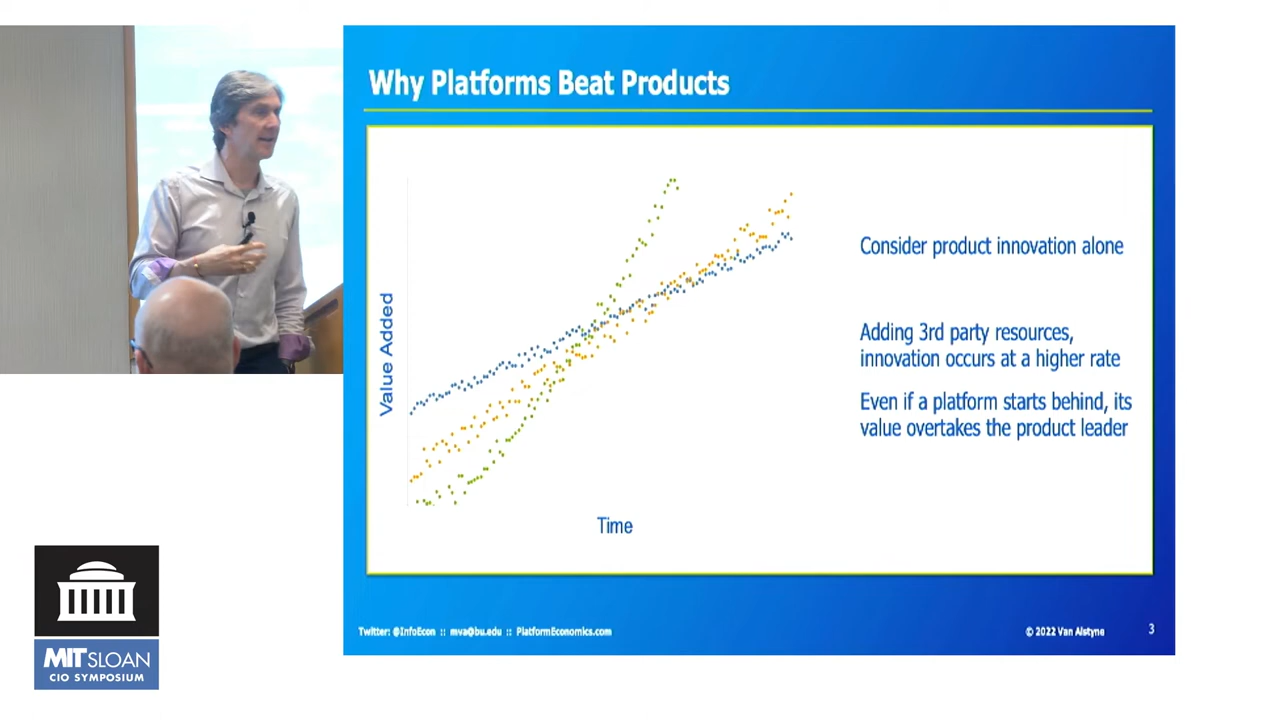 Why Platforms Beat Products
Value Added
Time
Consider product innovation alone
Adding 3rd party resources,
innovation occurs at a higher rate
Even if a platform starts behind, its
value overtakes the product leader
Twitter: @InfoEcon :: mva@bu.edu :: PlatformEconomics.com
© 2022 Van Alstyne
3
MIT SLOAN
CIO SYMPOSIUM